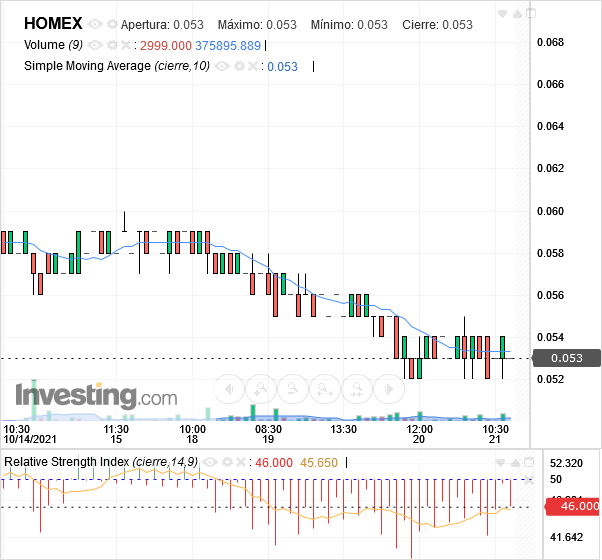 HOMEX Apertura: 0.053 Máximo: 0.053 Mínimo: 0.053 Cierre: 0.053
Volume (9) 2999.000 375895.889
Simple Moving Average (cierre,10) : 0.053
0.068
0.066
0.064
0.062
0.060
0.058
0.056
0.054
0.053
0.052
Investing.com
10:30 11:30 10:00 08:30 13:30 12:00 10:30
10/14/2021 15 18 19 20 21
Relative Strength Index (cierre,14,9) : 46.000 45.650
52.320
50
46.000
41.642